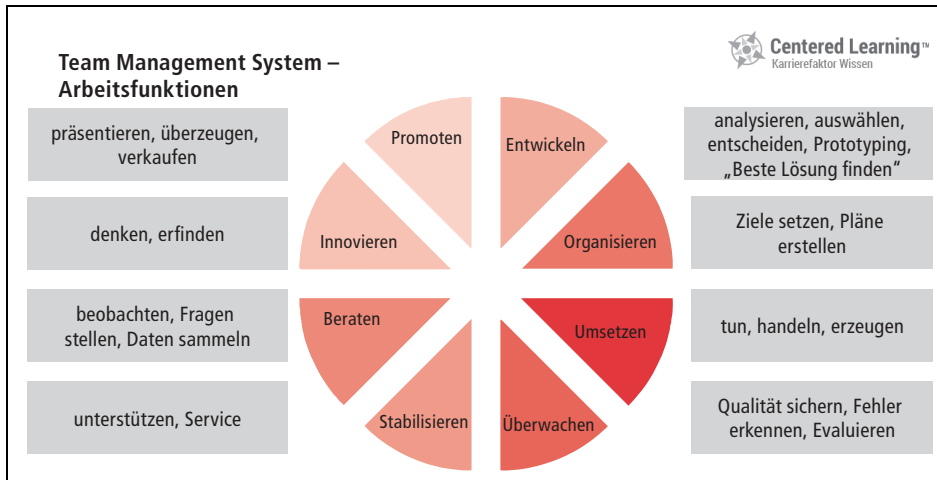 Team Management System –
Arbeitsfunktionen
Centered Learning™
Karrierefaktor Wissen
präsentieren, überzeugen,
verkaufen
denken, erfinden
beobachten, Fragen
stellen, Daten sammeln
unterstützen, Service
Promoten
Entwickeln
Innovieren
Organisieren
Beraten
Umsetzen
Stabilisieren
Überwachen
analysieren, auswählen,
entscheiden, Prototyping,
„Beste Lösung finden“
Ziele setzen, Pläne
erstellen
tun, handeln, erzeugen
Qualität sichern, Fehler
erkennen, Evaluieren